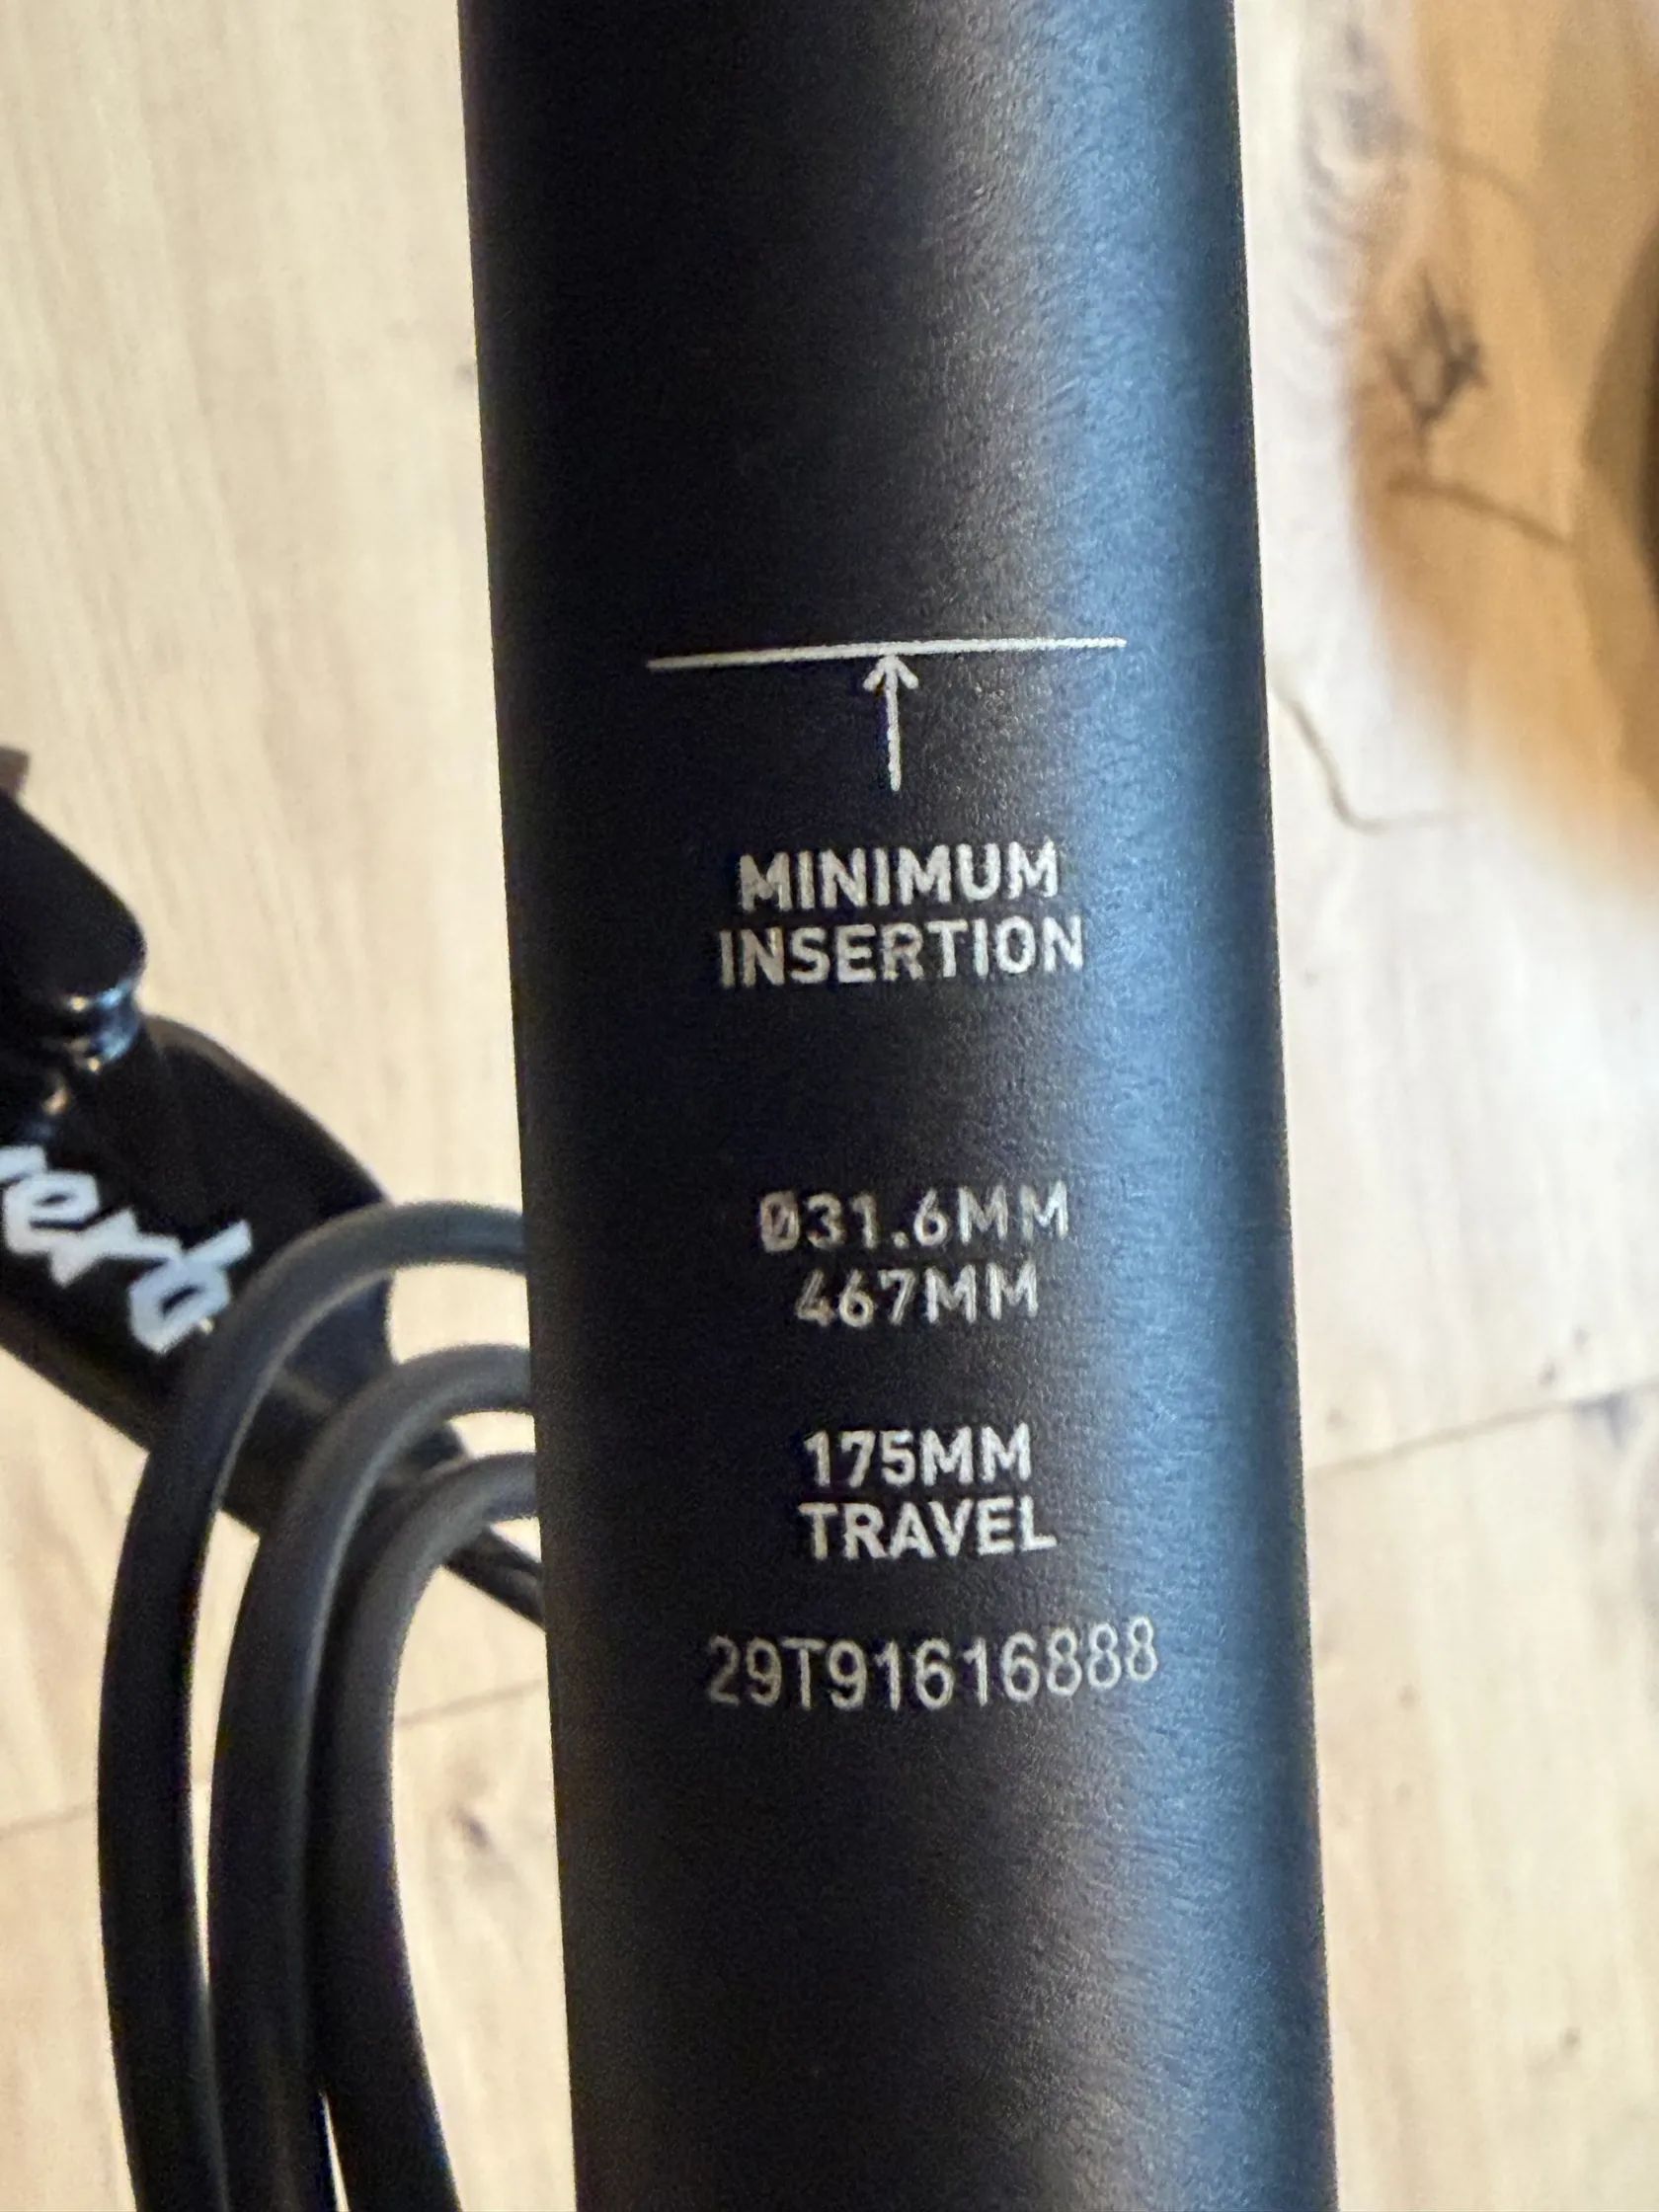 MINIMUM
INSERTION
Ø31.6MM
467MM
175MM
TRAVEL
29T91616888